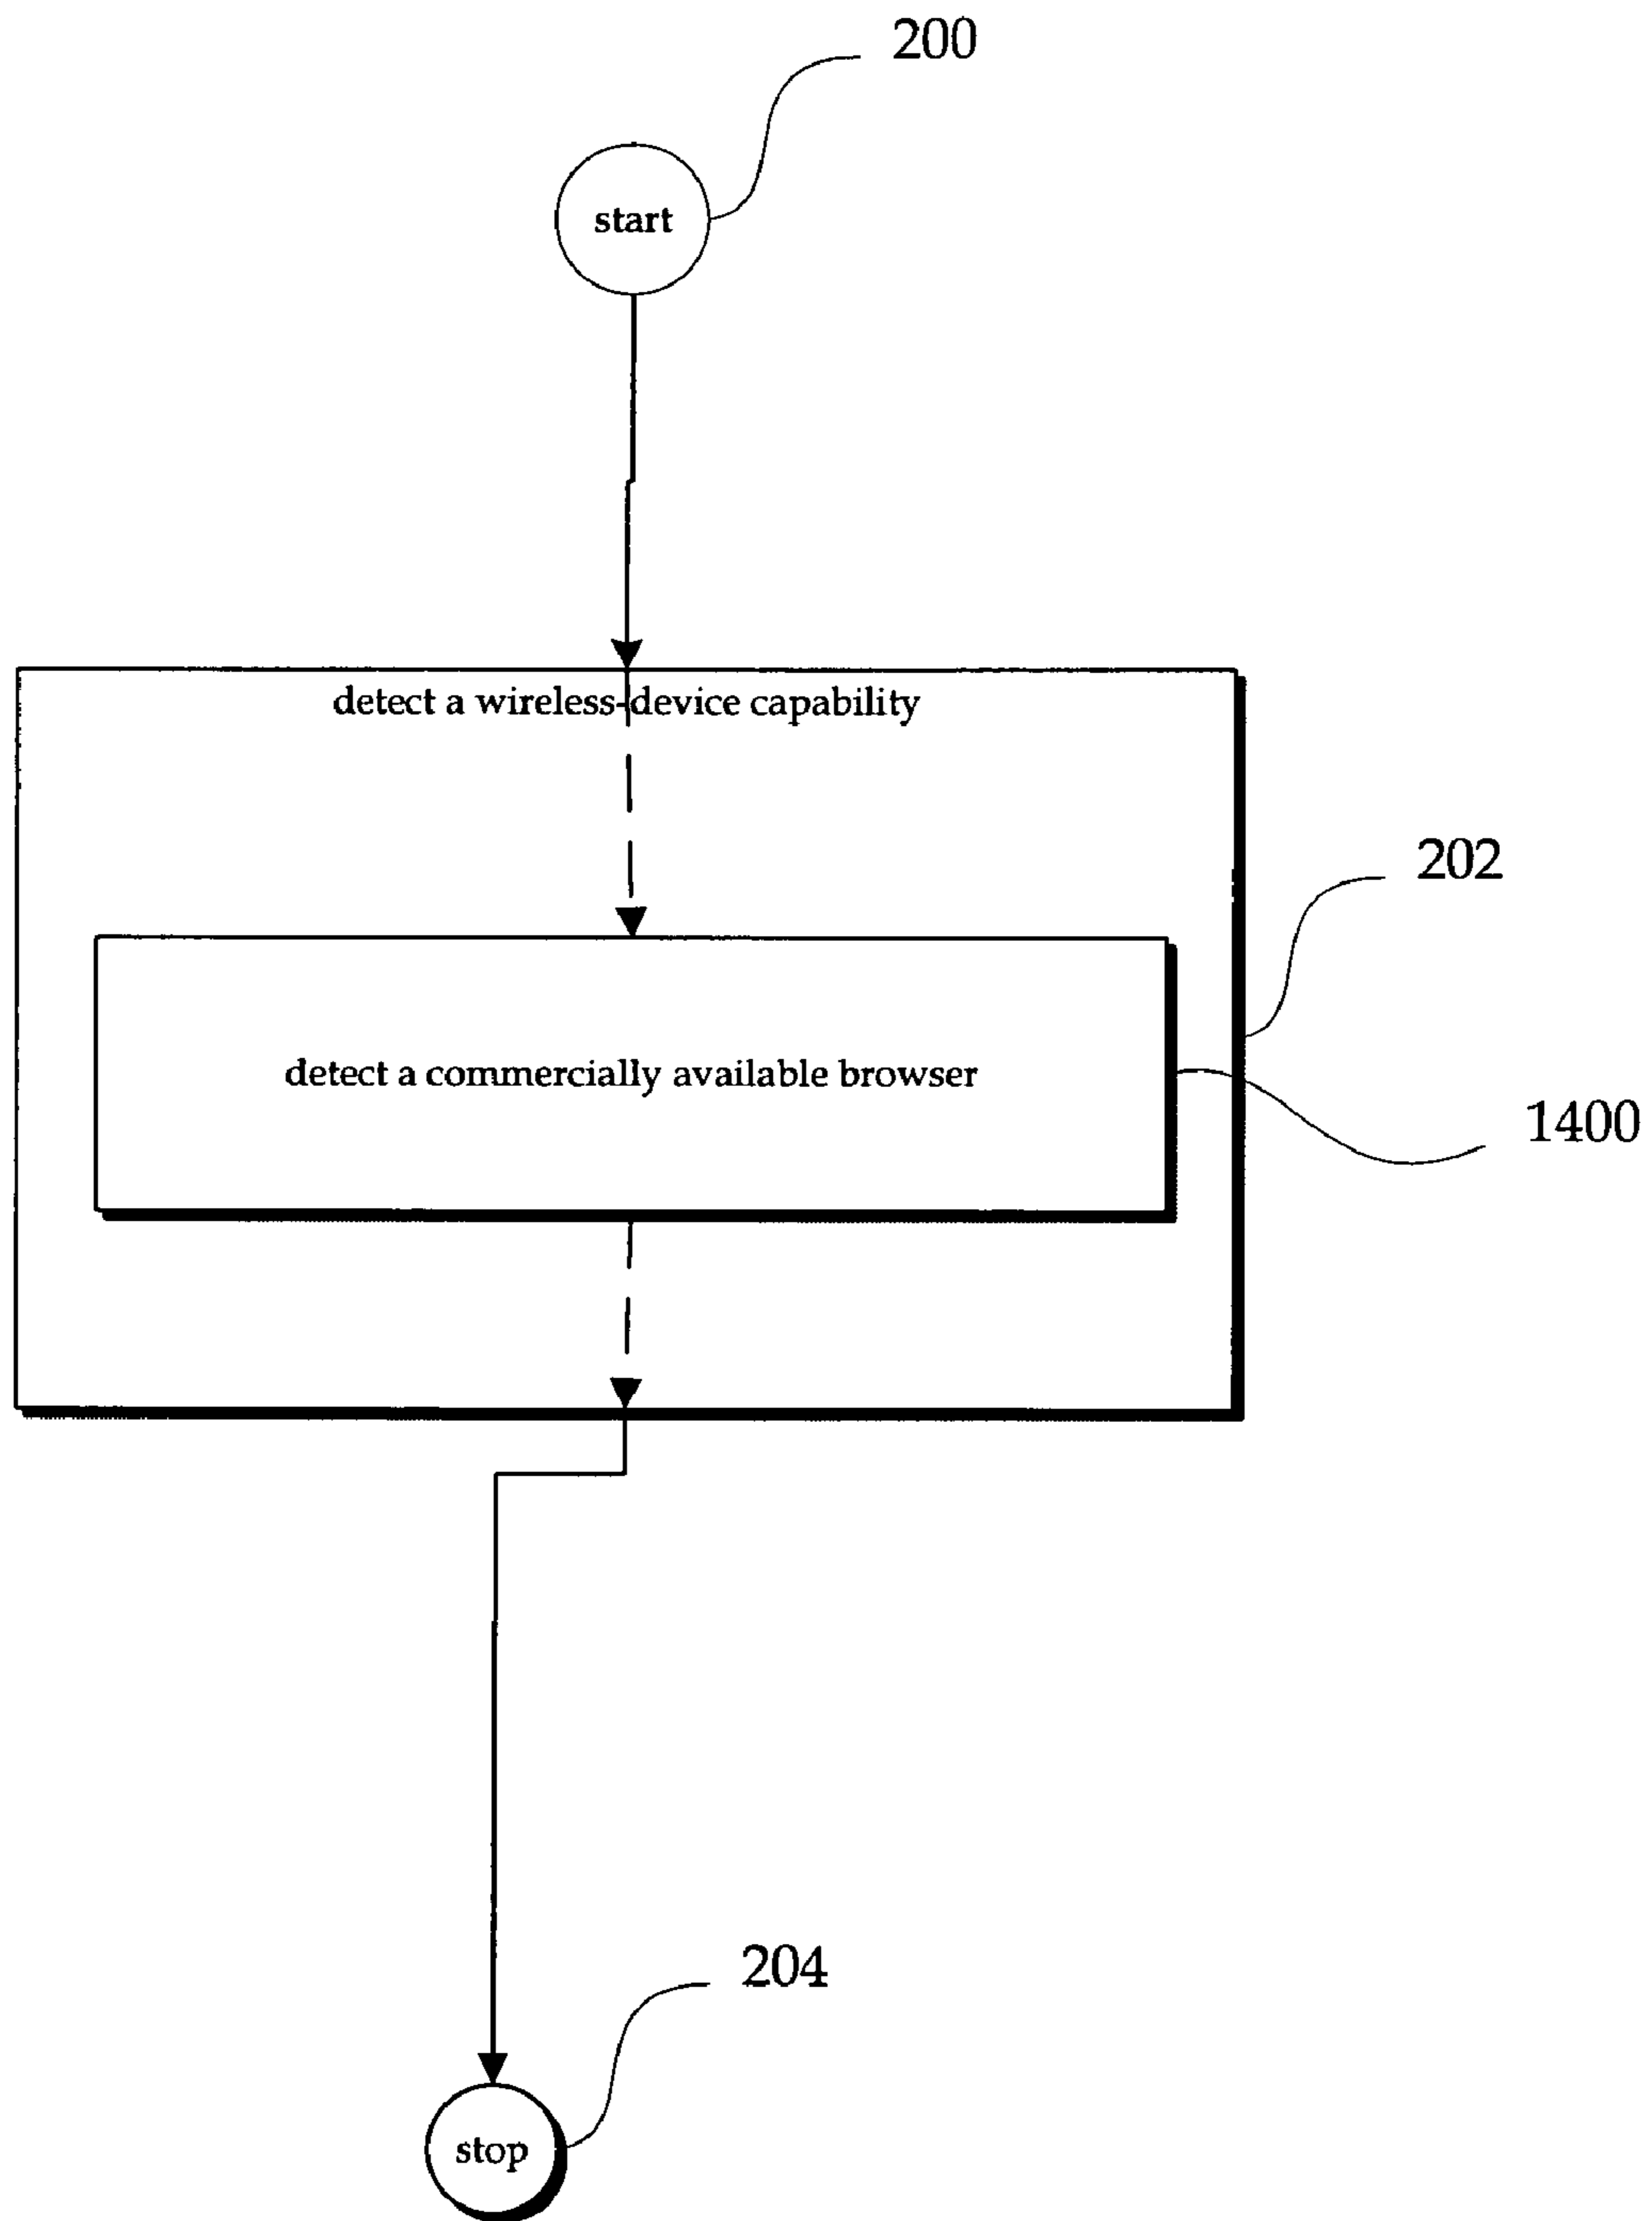 200
start
detect a wireless-device capability
202
detect a commercially available browser
1400
204
stop